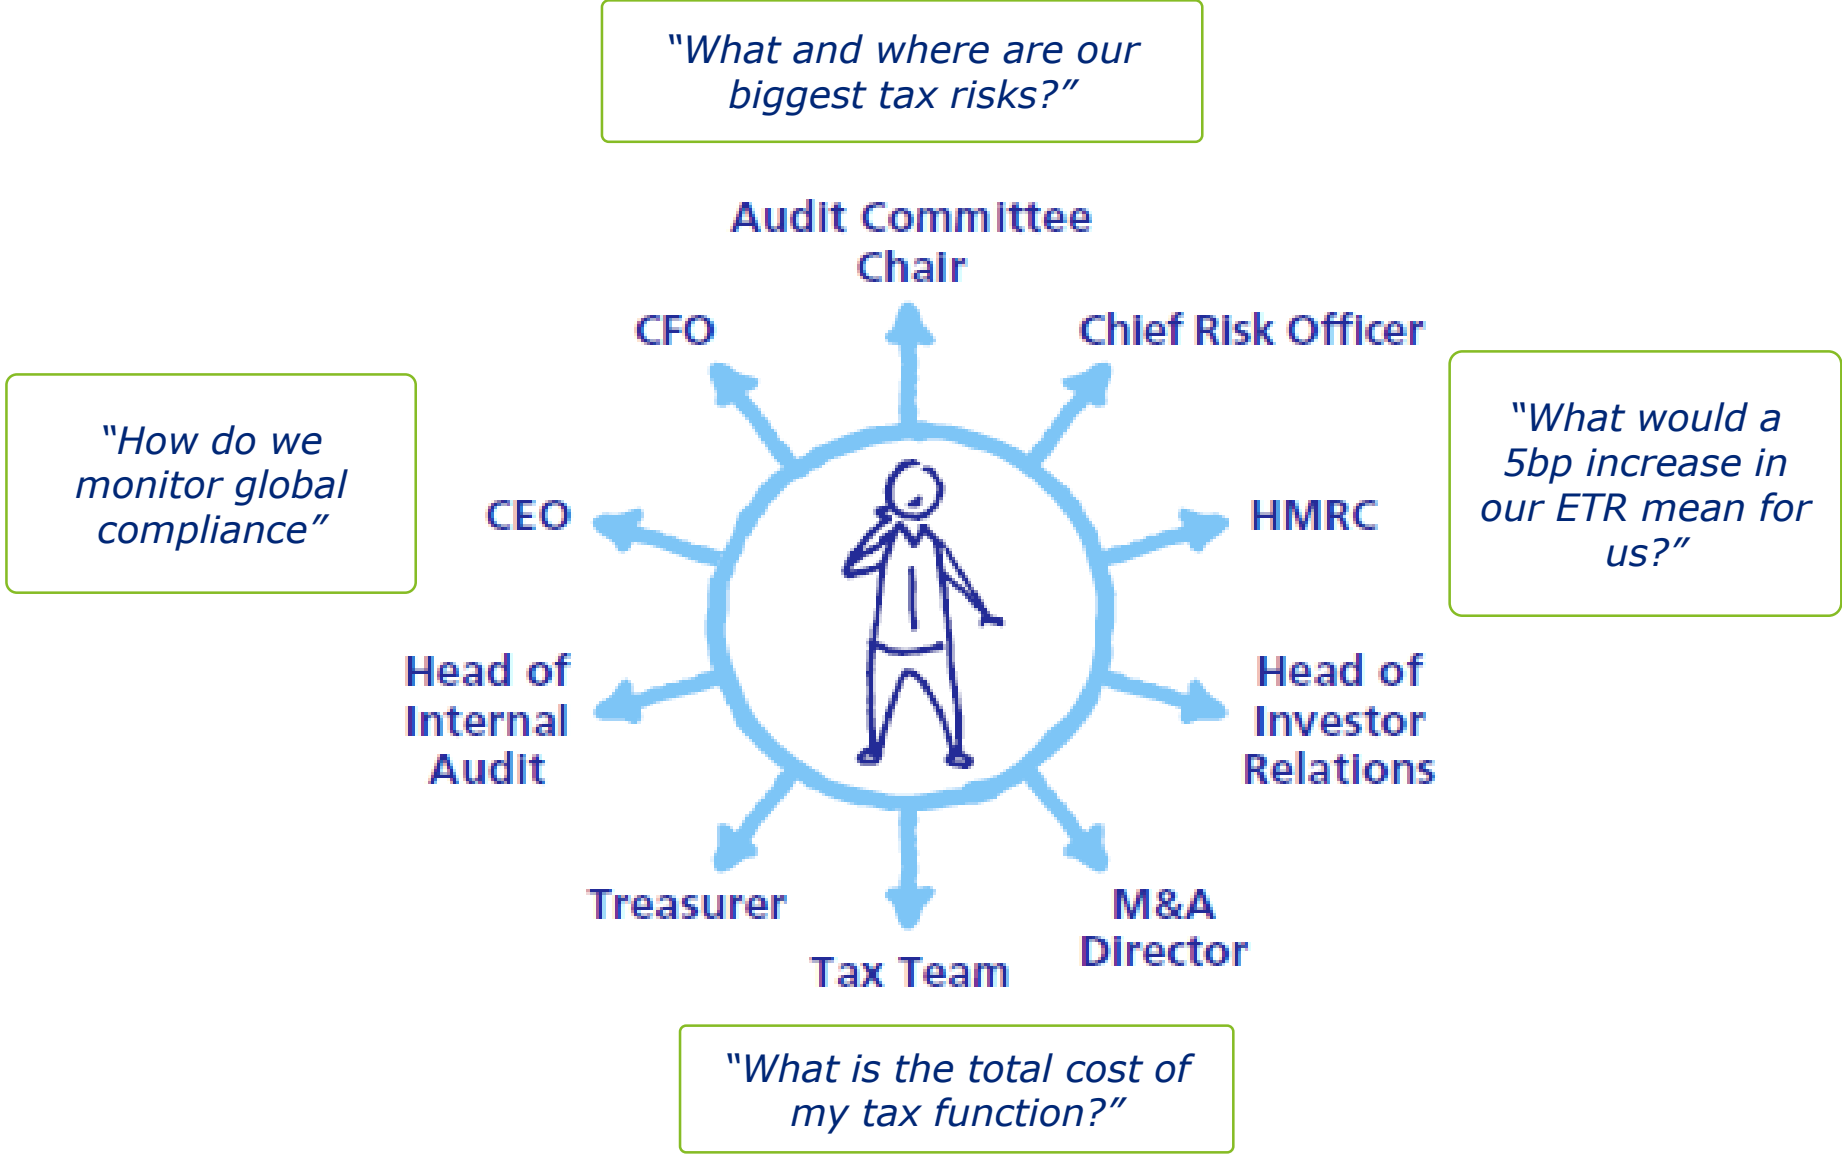 “What and where are our
biggest tax risks?”
Audit Committee
Chair
CFO
Chief Risk Officer
“How do we
monitor global
compliance”
“What would a
5bp increase in
our ETR mean for
us?”
CEO
HMRC
Head of
Internal
Audit
Head of
Investor
Relations
Treasurer
M&A
Director
Tax Team
“What is the total cost of
my tax function?”